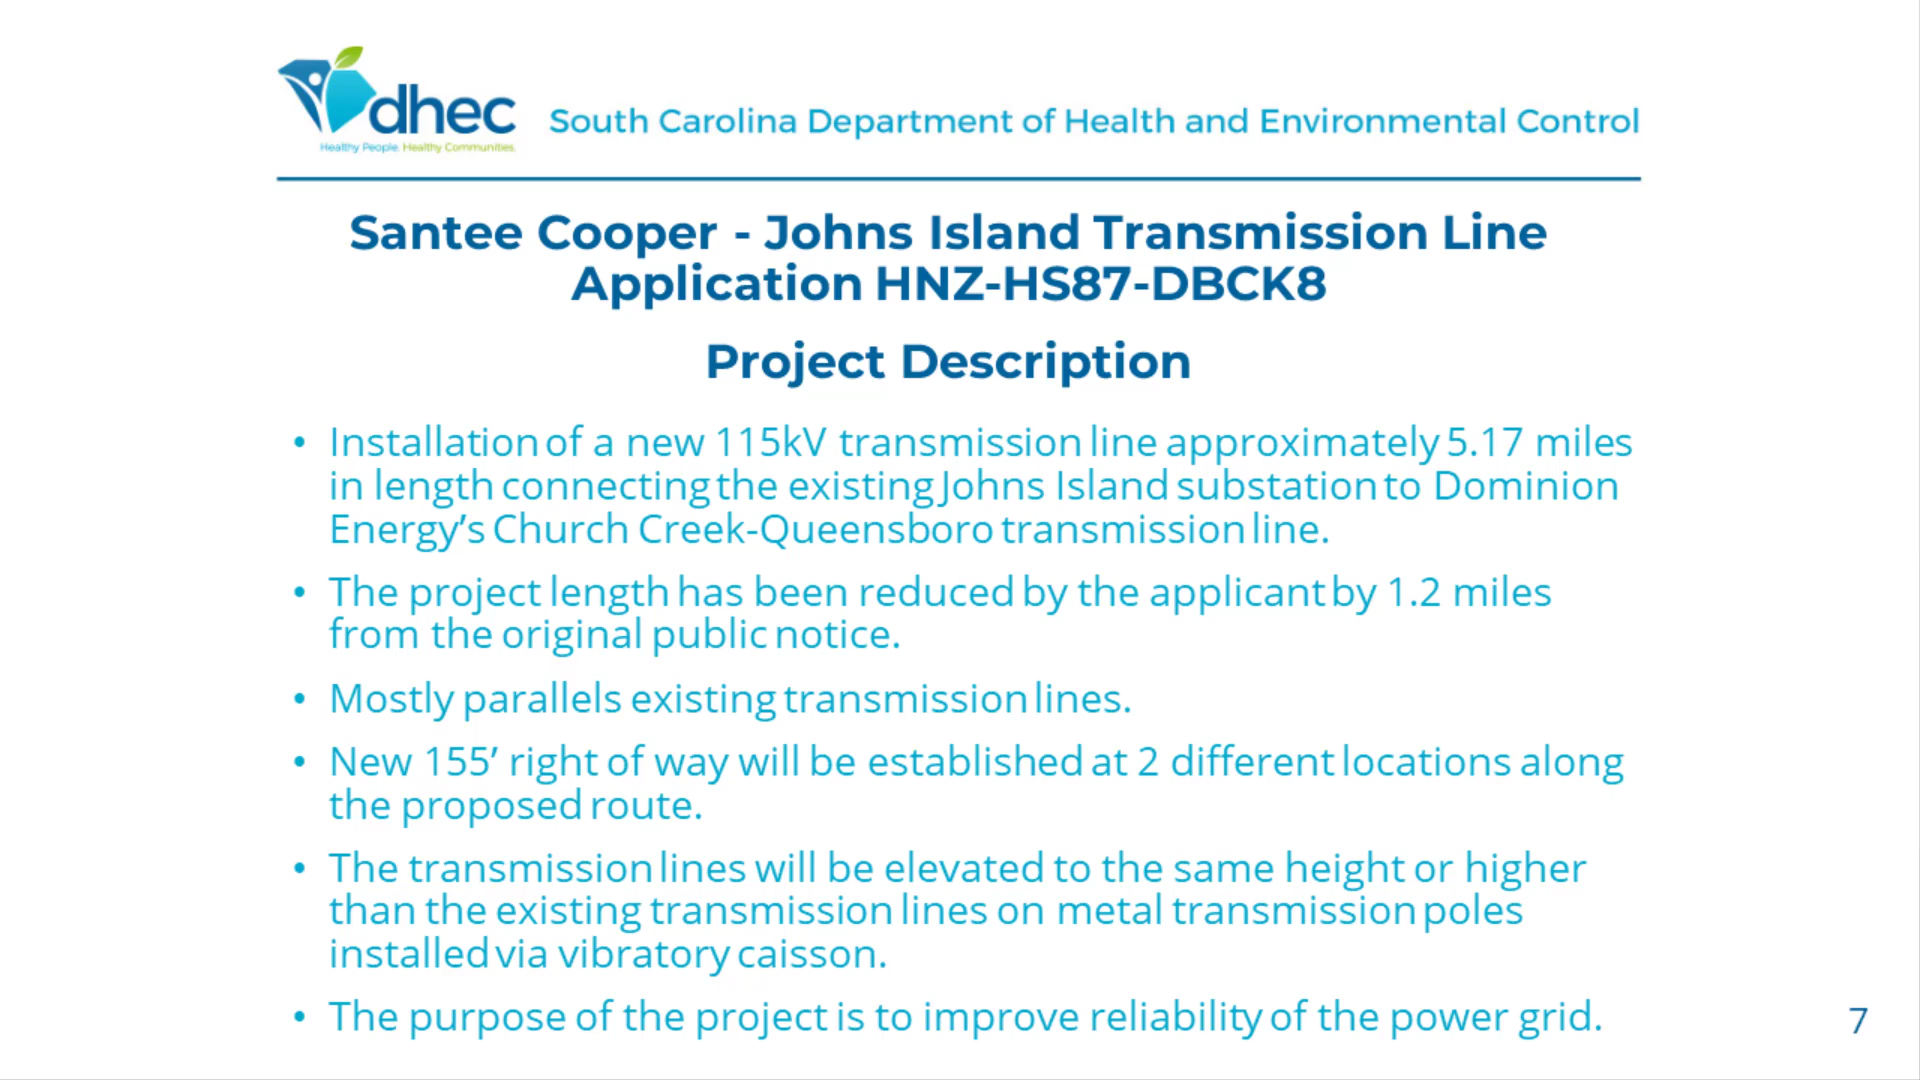 dhec
Healthy People. Healthy Communities.
South Carolina Department of Health and Environmental Control
Santee Cooper - Johns Island Transmission Line
Application HNZ-HS87-DBCK8
Project Description
• Installation of a new 115kV transmission line approximately 5.17 miles
in length connecting the existing Johns Island substation to Dominion
Energy’s Church Creek-Queensboro transmission line.
• The project length has been reduced by the applicant by 1.2 miles
from the original public notice.
• Mostly parallels existing transmission lines.
• New 155’ right of way will be established at 2 different locations along
the proposed route.
• The transmission lines will be elevated to the same height or higher
than the existing transmission lines on metal transmission poles
installed via vibratory caisson.
• The purpose of the project is to improve reliability of the power grid.
7